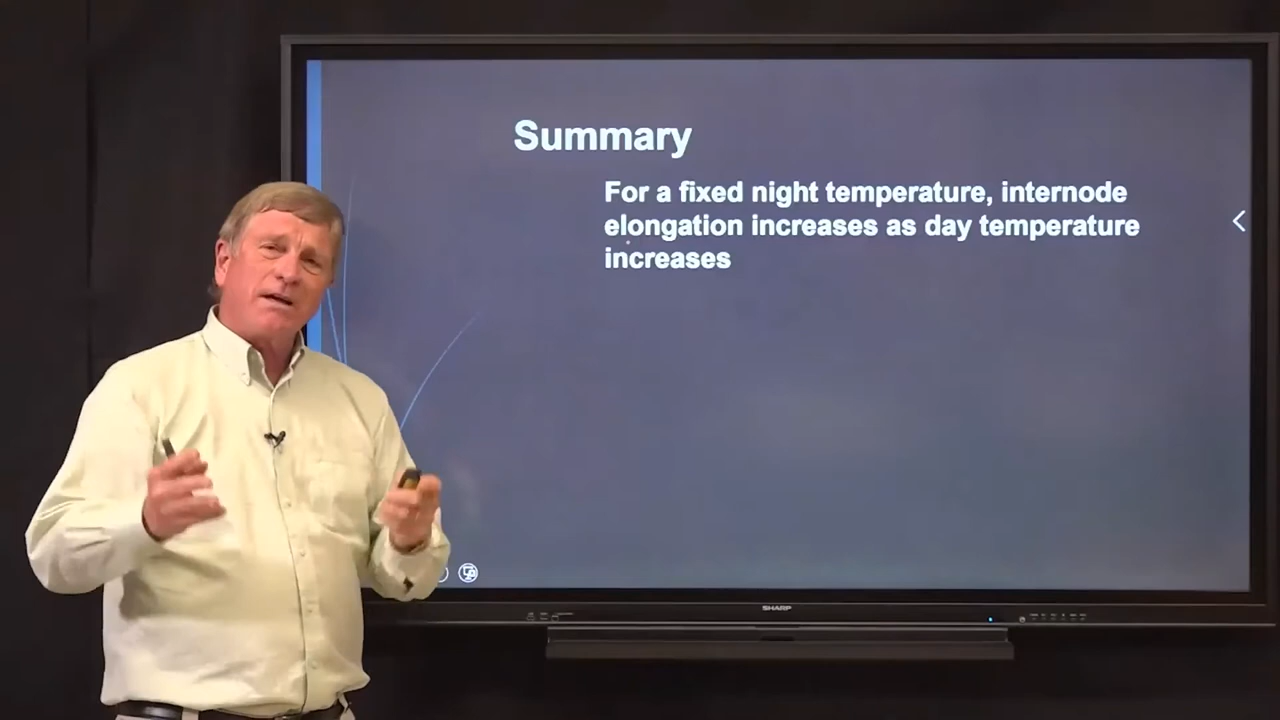 Summary
For a fixed night temperature, internode
elongation increases as day temperature
increases
SHARP